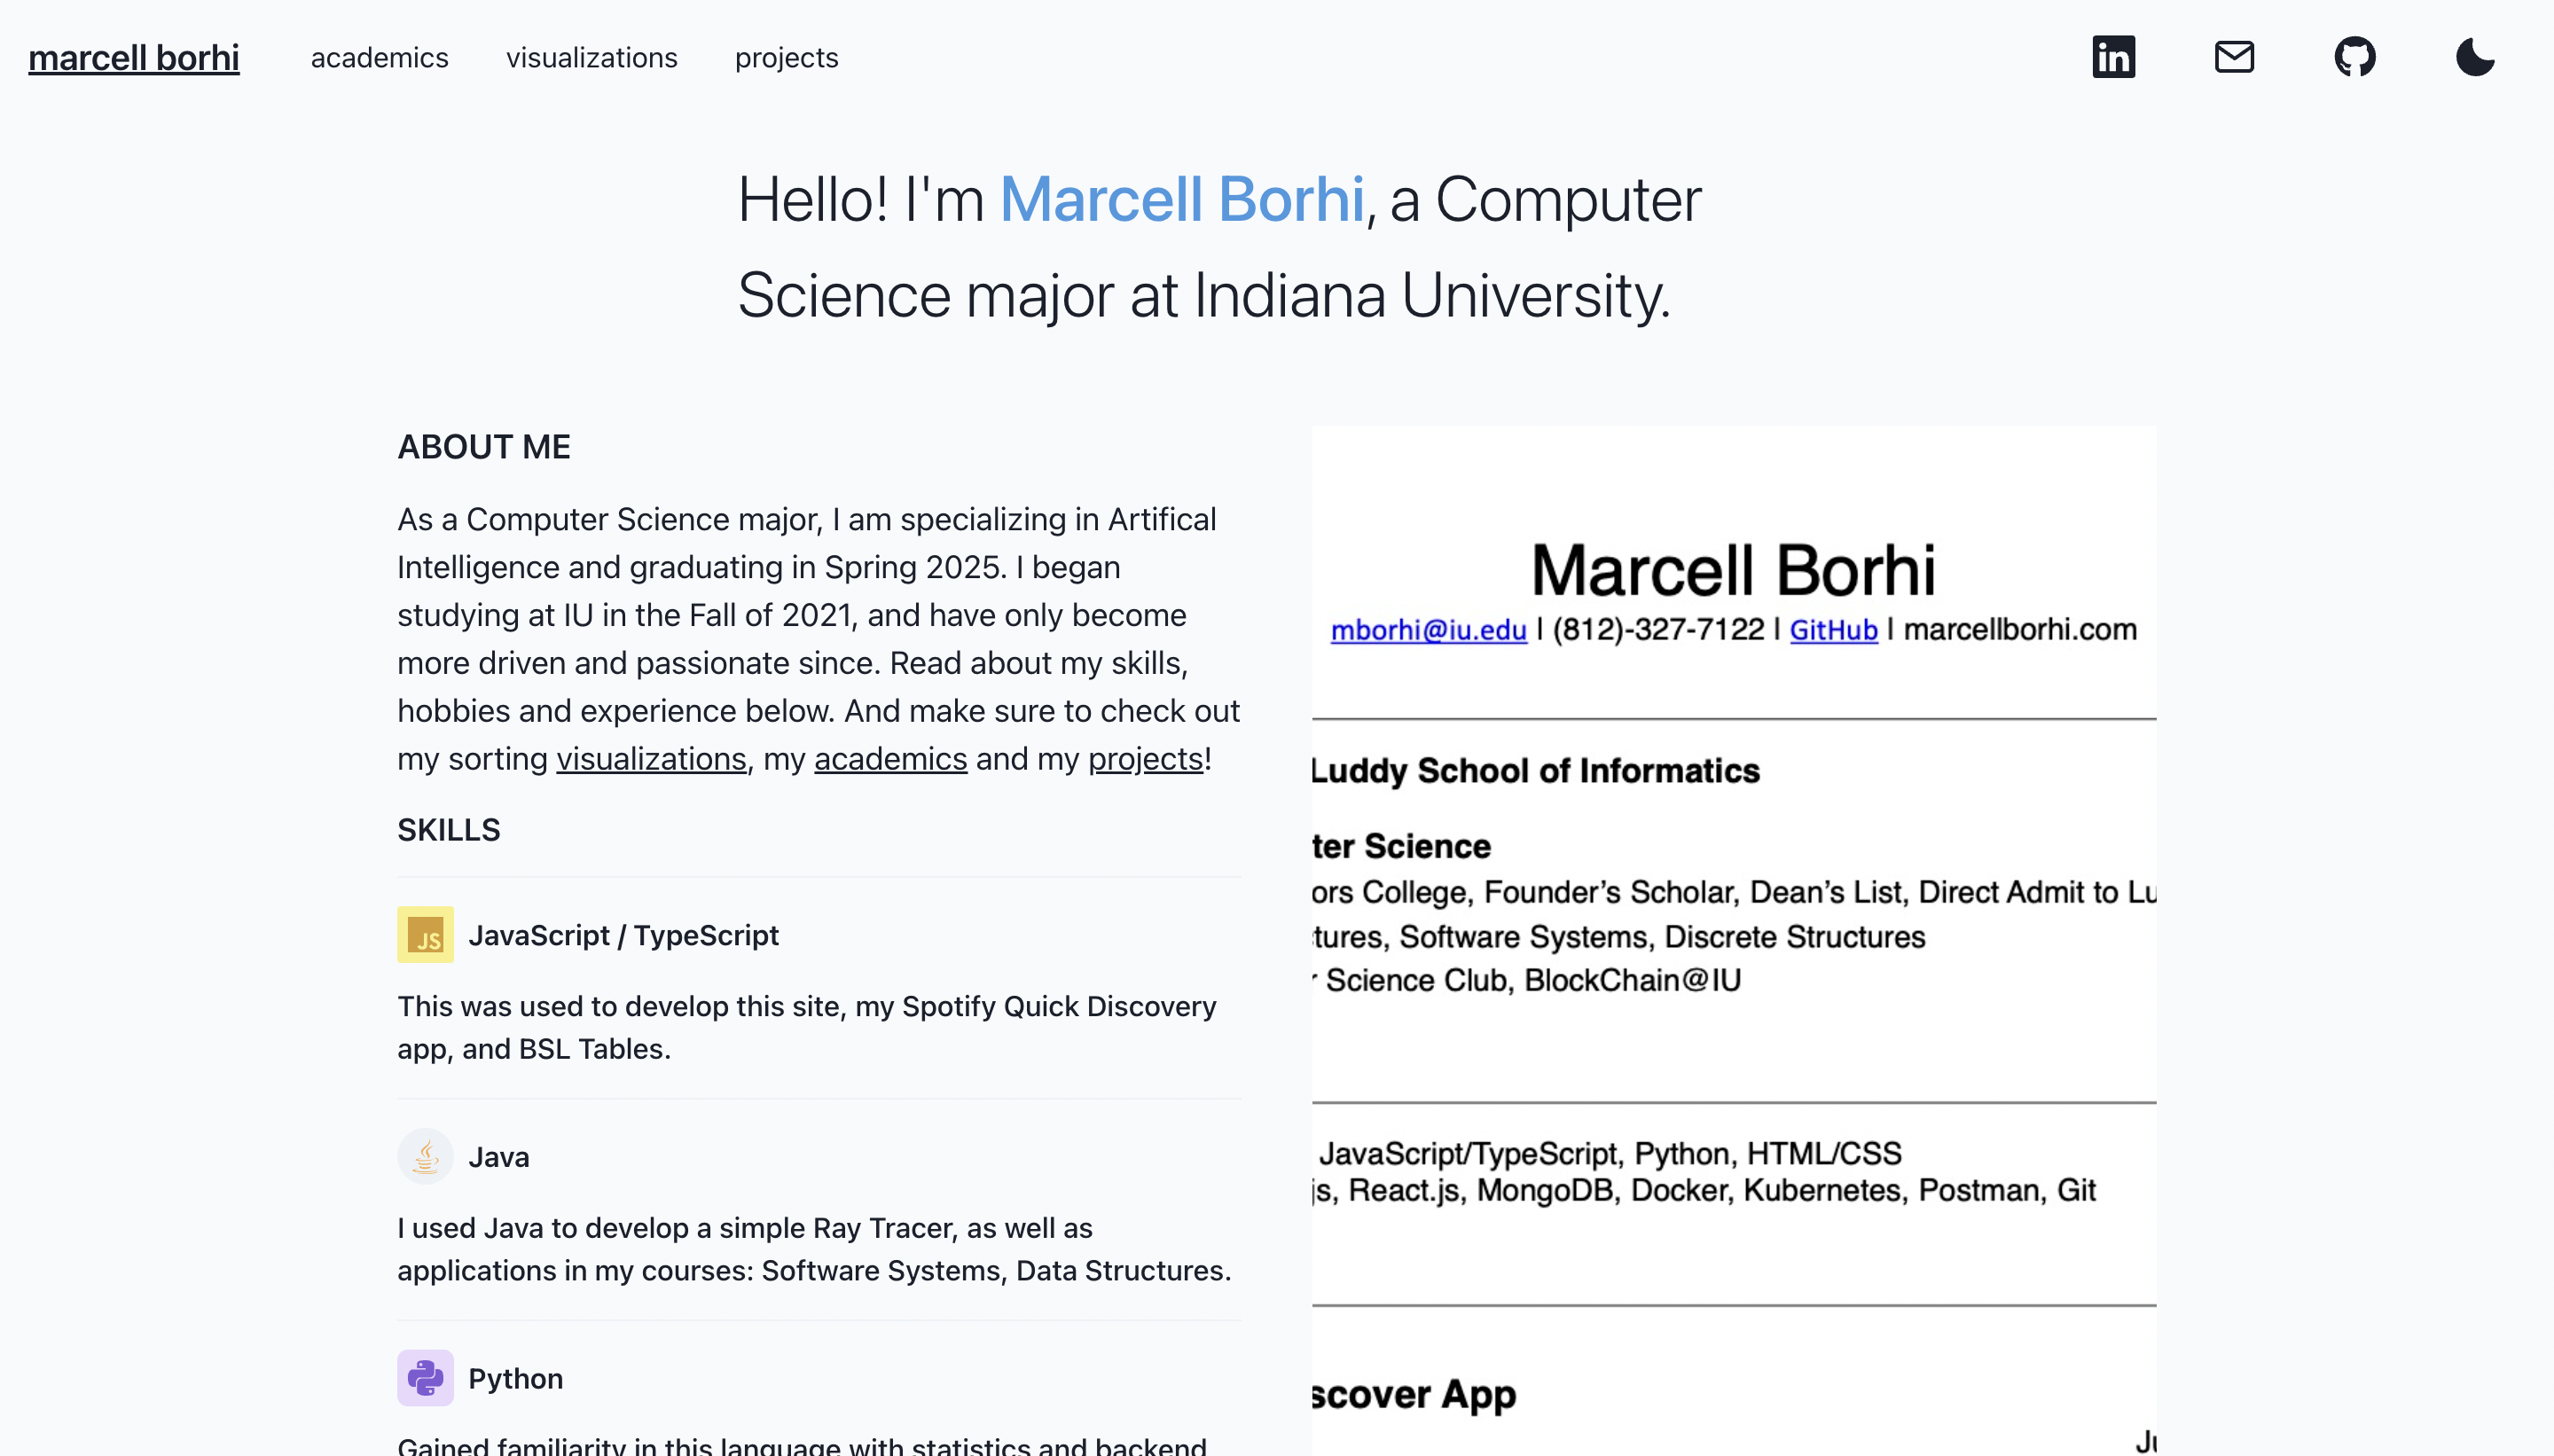 marcell borhi academics visualizations projects
in
Hello! I'm Marcell Borhi, a Computer
Science major at Indiana University.
ABOUT ME
As a Computer Science major, I am specializing in Artifical
Intelligence and graduating in Spring 2025. I began
studying at IU in the Fall of 2021, and have only become
more driven and passionate since. Read about my skills,
hobbies and experience below. And make sure to check out
my sorting visualizations, my academics and my projects!
SKILLS
JS JavaScript / TypeScript
This was used to develop this site, my Spotify Quick Discovery
app, and BSL Tables.
Java
I used Java to develop a simple Ray Tracer, as well as
applications in my courses: Software Systems, Data Structures.
Python
Gained familiarity in this language with statistics and backend
Marcell Borhi
mborhi@iu.edu | (812)-327-7122 | GitHub | marcellborhi.com
Luddy School of Informatics
ter Science
ors College, Founder’s Scholar, Dean’s List, Direct Admit to Lu
tures, Software Systems, Discrete Structures
Science Club, BlockChain@IU
JavaScript/TypeScript, Python, HTML/CSS
js, React.js, MongoDB, Docker, Kubernetes, Postman, Git
scover App